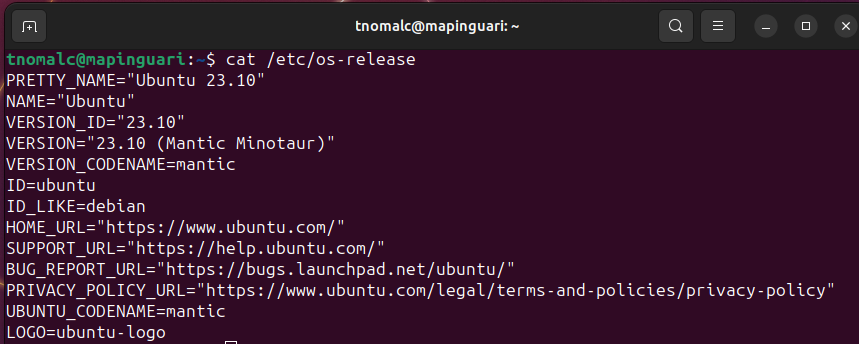 tnomalc@mapinguari: ~
tnomalc@mapinguari:~$ cat /etc/os-release
PRETTY_NAME="Ubuntu 23.10"
NAME="Ubuntu"
VERSION_ID="23.10"
VERSION="23.10 (Mantic Minotaur)"
VERSION_CODENAME=mantic
ID=ubuntu
ID_LIKE=debian
HOME_URL="https://www.ubuntu.com/"
SUPPORT_URL="https://help.ubuntu.com/"
BUG_REPORT_URL="https://bugs.launchpad.net/ubuntu/"
PRIVACY_POLICY_URL="https://www.ubuntu.com/legal/terms-and-policies/privacy-policy"
UBUNTU_CODENAME=mantic
LOGO=ubuntu-logo